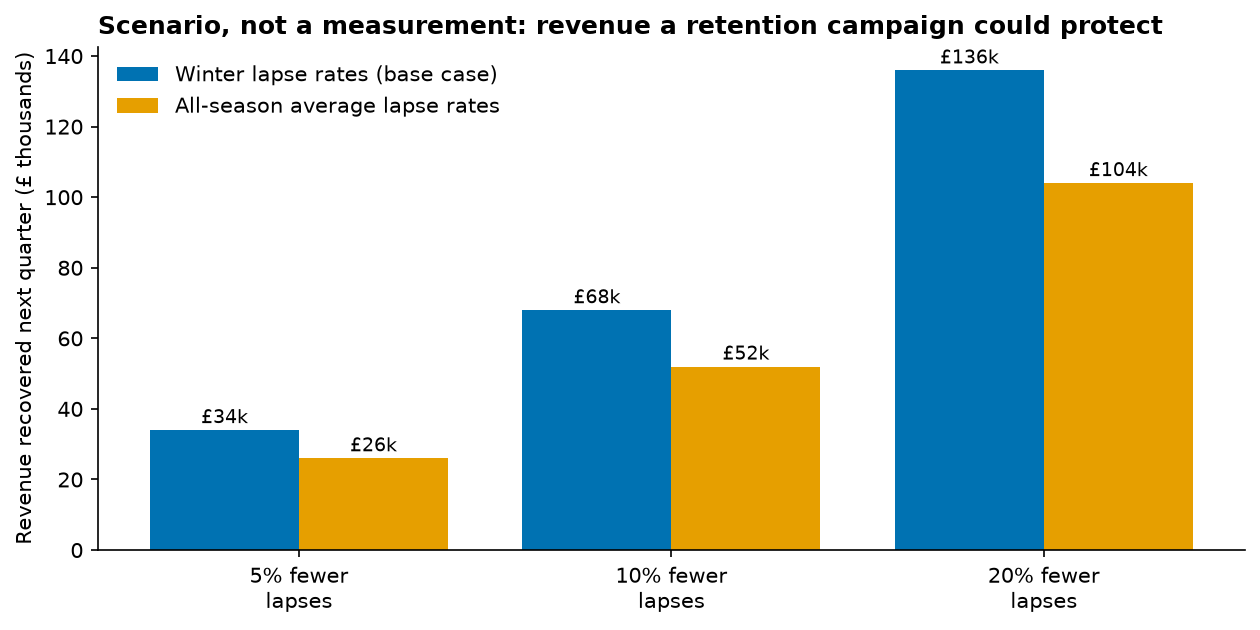 Scenario, not a measurement: revenue a retention campaign could protect
Revenue recovered next quarter (£ thousands)
140
120
100
80
60
40
20
0
Winter lapse rates (base case)
All-season average lapse rates
£34k
£26k
£68k
£52k
£136k
£104k
5% fewer
lapses
10% fewer
lapses
20% fewer
lapses